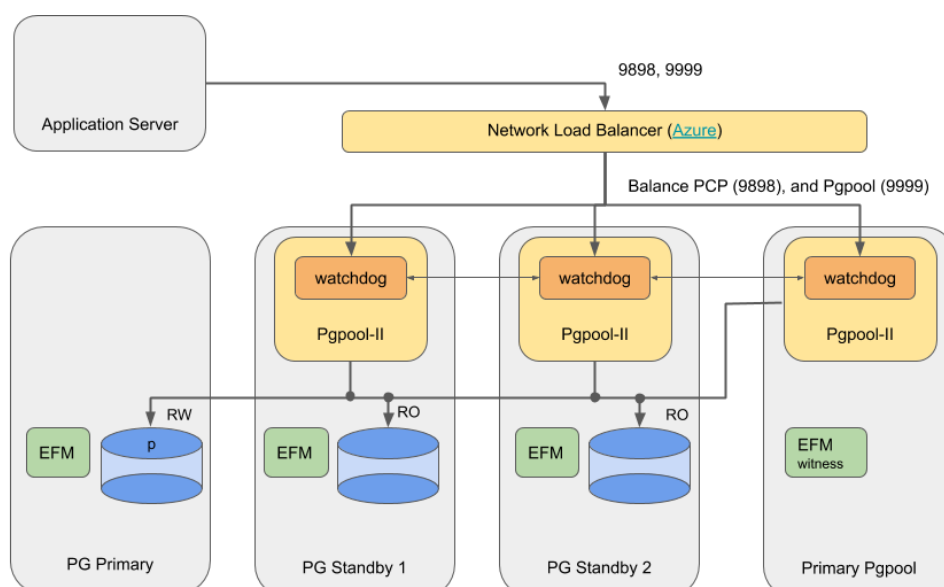 9898, 9999
Application Server
Network Load Balancer (Azure)
Balance PCP (9898), and Pgpool (9999)
watchdog
watchdog
watchdog
Pgpool-II
Pgpool-II
Pgpool-II
RW
RO
RO
EFM
p
EFM
EFM
EFM
witness
PG Primary
PG Standby 1
PG Standby 2
Primary Pgpool